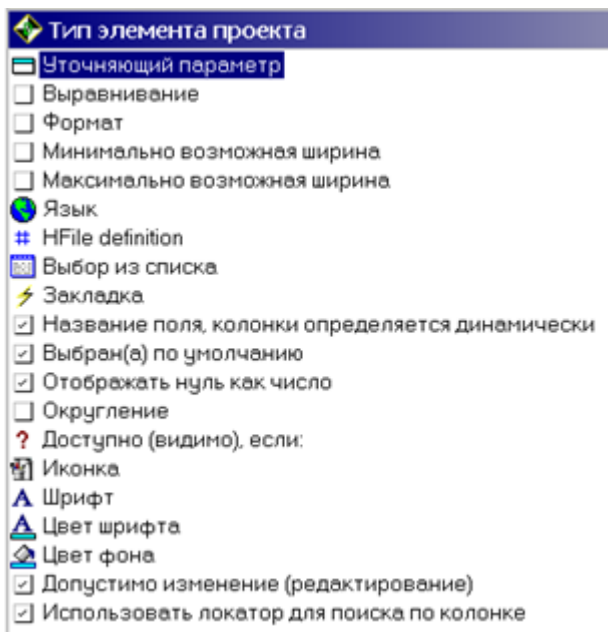 Тип элемента проекта
Уточняющий параметр
Выравнивание
Формат
Минимально возможная ширина
Максимально возможная ширина
Язык
HFile definition
Выбор из списка
Закладка
Название поля, колонки определяется динамически
Выбран(а) по умолчанию
Отображать нуль как число
Округление
Доступно (видимо), если:
Иконка
Шрифт
Цвет шрифта
Цвет фона
Допустимо изменение (редактирование)
Использовать локатор для поиска по колонке